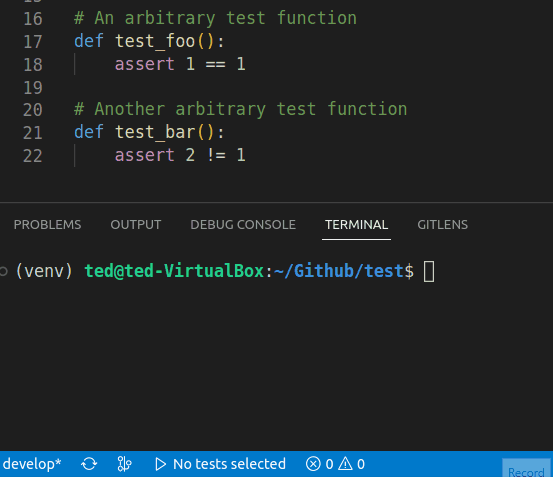 16 # An arbitrary test function
17 def test_foo():
18 assert 1 == 1
19
20 # Another arbitrary test function
21 def test_bar():
22 assert 2 != 1
PROBLEMS OUTPUT DEBUG CONSOLE TERMINAL GITLENS
(venv) ted@ted-VirtualBox:~/Github/test$
develop* No tests selected 0 0
Record